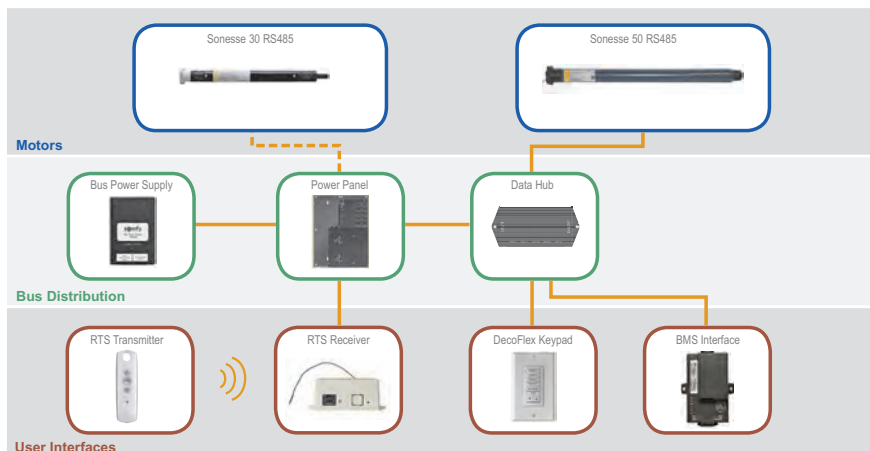 Sonesse 30 RS485
Sonesse 50 RS485
Motors
Bus Power Supply
Power Panel
Data Hub
somfy
Bus Distribution
RTS Transmitter
RTS Receiver
DecoFlex Keypad
BMS Interface
User Interfaces